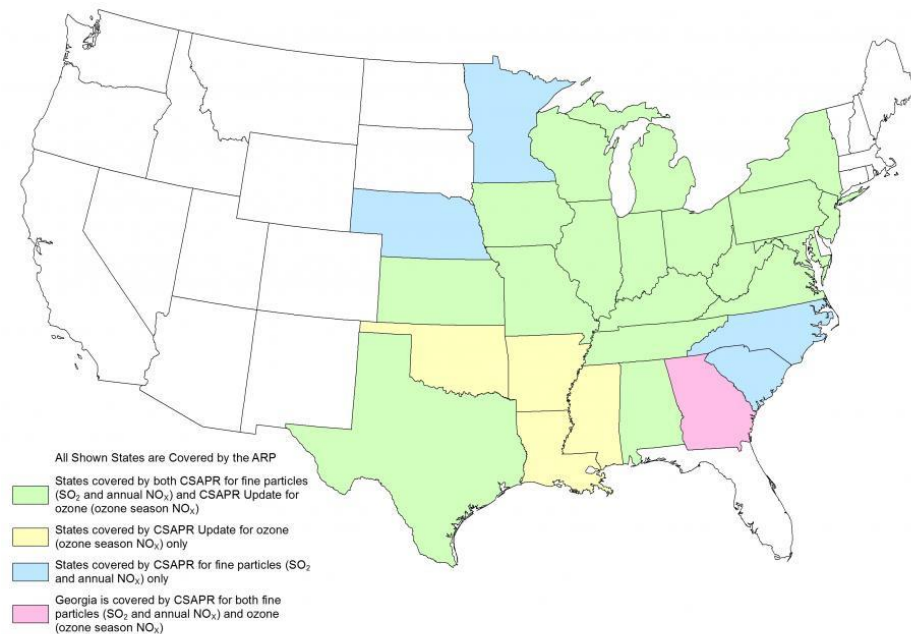 All Shown States are Covered by the ARP
States covered by both CSAPR for fine particles
(SO₂ and annual NOₓ) and CSAPR Update for
ozone (ozone season NOₓ)
States covered by CSAPR Update for ozone
(ozone season NOₓ) only
States covered by CSAPR for fine particles (SO₂
and annual NOₓ) only
Georgia is covered by CSAPR for both fine
particles (SO₂ and annual NOₓ) and ozone
(ozone season NOₓ)